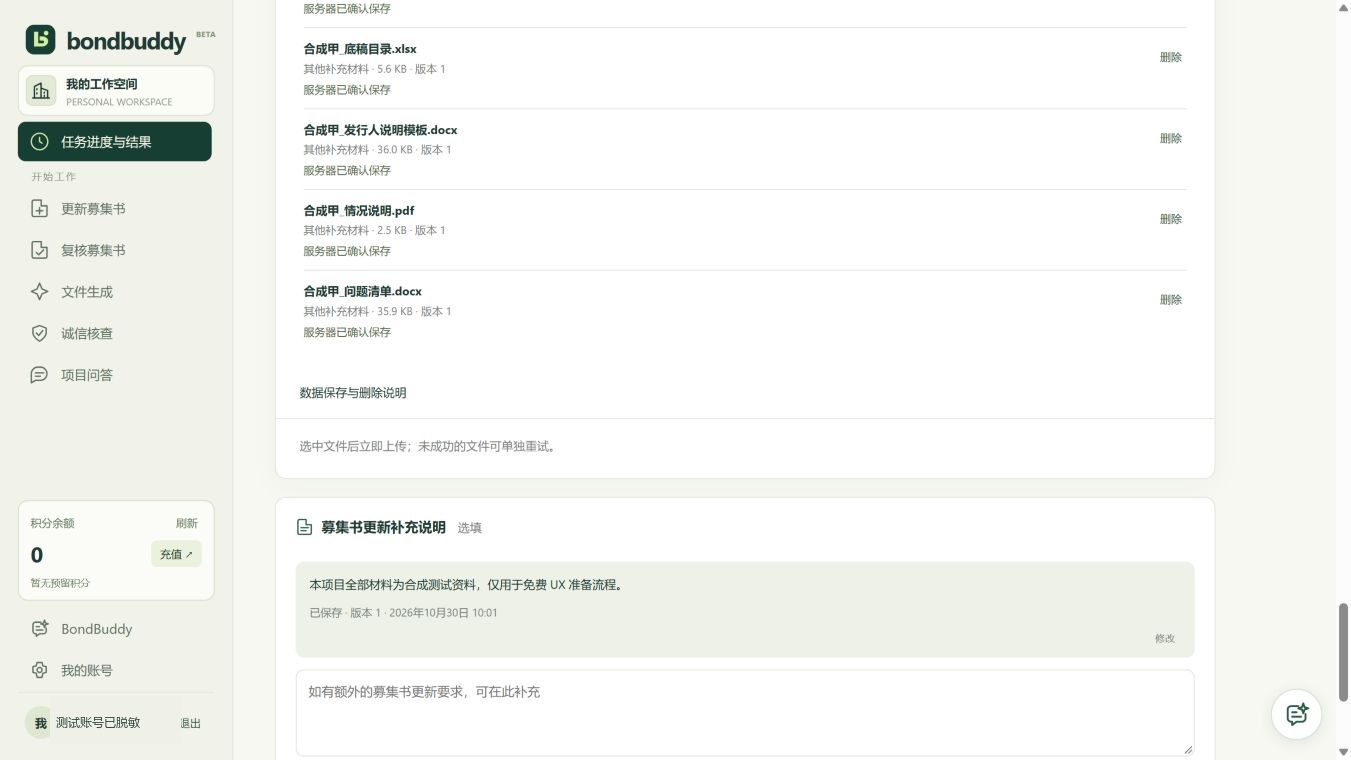 bondbuddy BETA
我的工作空间
PERSONAL WORKSPACE
任务进度与结果
开始工作
更新募集书
复核募集书
文件生成
诚信核查
项目问答
积分余额 刷新
0 充值 ↗
暂无预留积分
BondBuddy
我的账号
我 测试账号已脱敏 退出
服务器已确认保存
合成甲_底稿目录.xlsx
其他补充材料 · 5.6 KB · 版本 1
服务器已确认保存
删除
合成甲_发行人说明模板.docx
其他补充材料 · 36.0 KB · 版本 1
服务器已确认保存
删除
合成甲_情况说明.pdf
其他补充材料 · 2.5 KB · 版本 1
服务器已确认保存
删除
合成甲_问题清单.docx
其他补充材料 · 35.9 KB · 版本 1
服务器已确认保存
删除
数据保存与删除说明
选中文件后立即上传；未成功的文件可单独重试。
募集书更新补充说明 选填
本项目全部材料为合成测试资料，仅用于免费 UX 准备流程。
已保存 · 版本 1 · 2026年10月30日 10:01
修改
如有额外的募集书更新要求，可在此补充